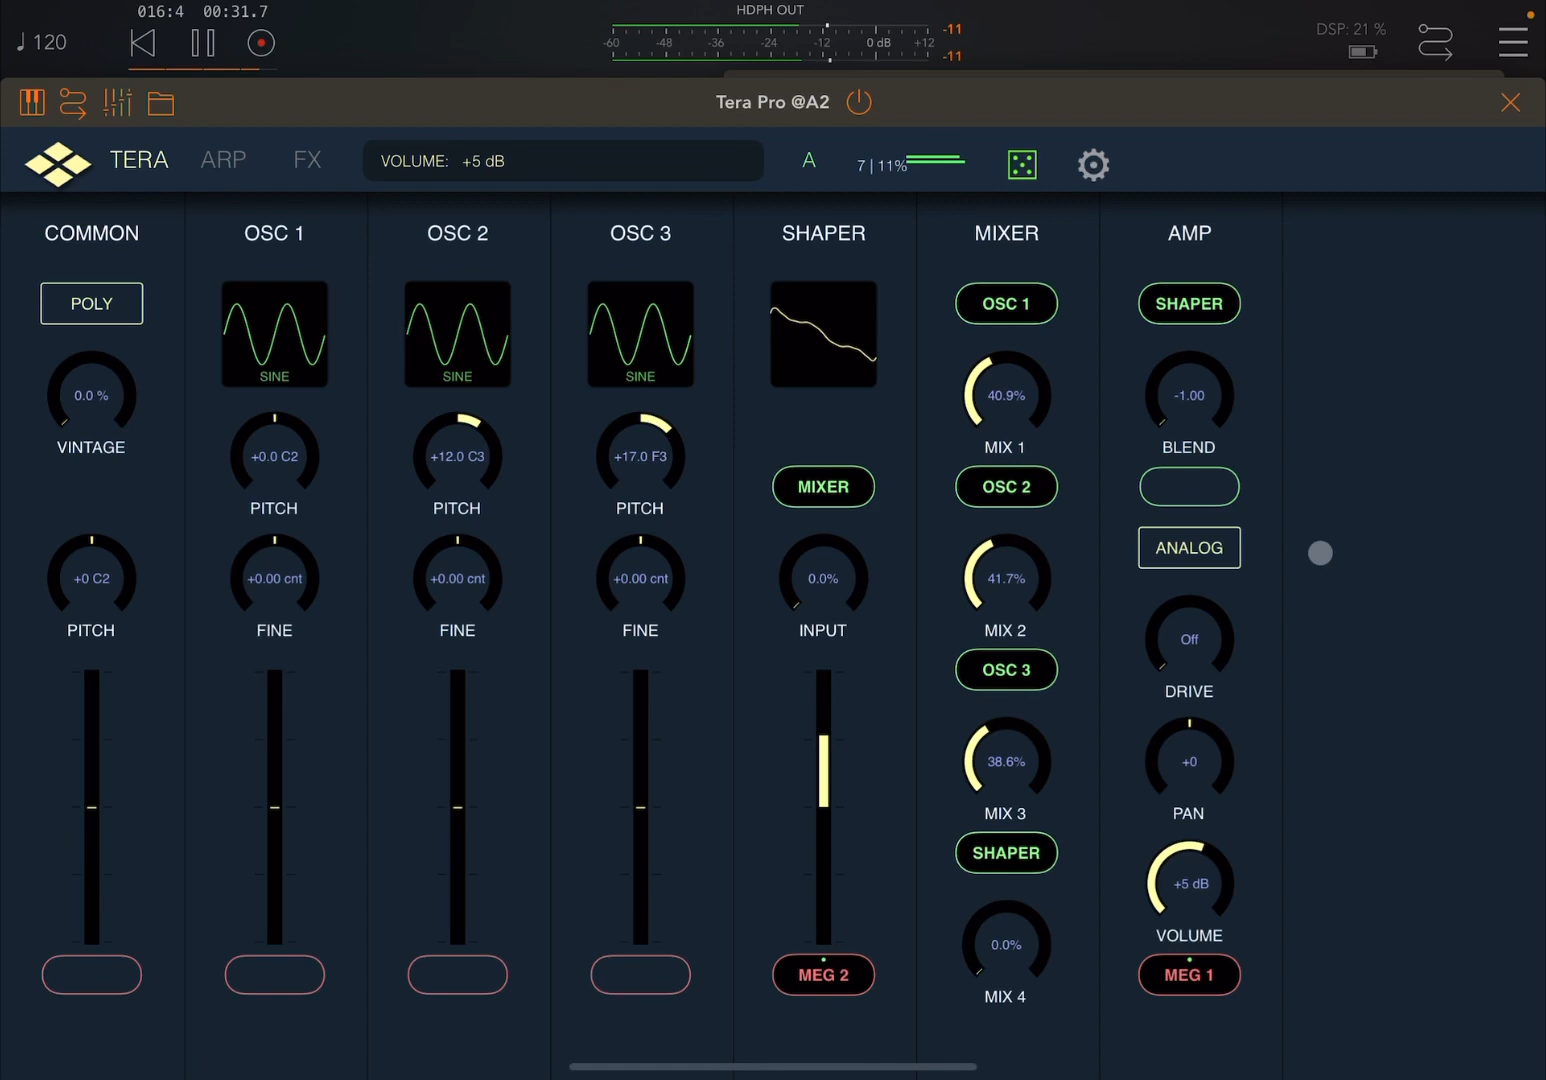 016:4 00:31.7
HDPH OUT
120
-60 -48 -36 -24 -12 0 dB +12
-11
-11
DSP: 21 %
Tera Pro @A2
TERA ARP FX
VOLUME: +5 dB
A
7 | 11%
COMMON
POLY
0.0 %
VINTAGE
+0 C2
PITCH
OSC 1
SINE
+0.0 C2
PITCH
+0.00 cnt
FINE
OSC 2
SINE
+12.0 C3
PITCH
+0.00 cnt
FINE
OSC 3
SINE
+17.0 F3
PITCH
+0.00 cnt
FINE
SHAPER
MIXER
0.0%
INPUT
MEG 2
MIXER
OSC 1
40.9%
MIX 1
OSC 2
41.7%
MIX 2
OSC 3
38.6%
MIX 3
SHAPER
0.0%
MIX 4
AMP
SHAPER
-1.00
BLEND
ANALOG
Off
DRIVE
+0
PAN
+5 dB
VOLUME
MEG 1